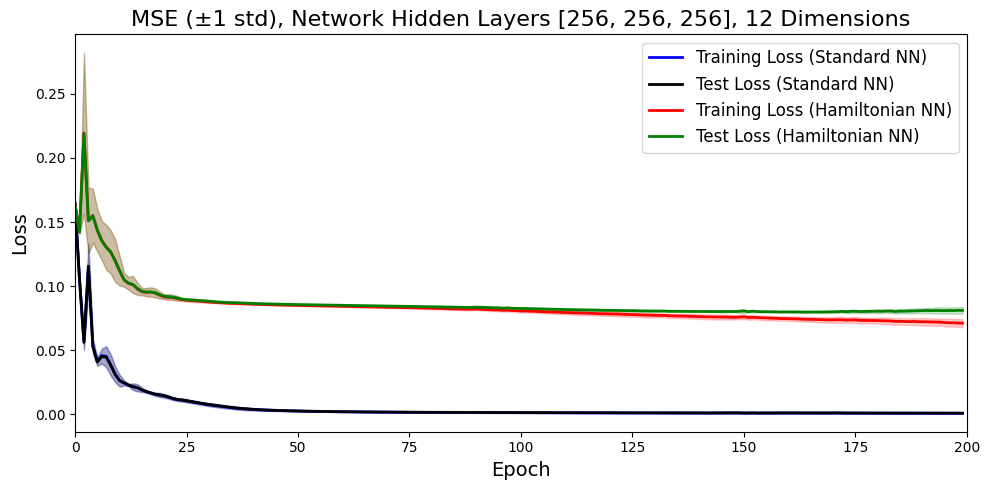 MSE (±1 std), Network Hidden Layers [256, 256, 256], 12 Dimensions
Training Loss (Standard NN)
Test Loss (Standard NN)
Training Loss (Hamiltonian NN)
Test Loss (Hamiltonian NN)
Loss
0.25
0.20
0.15
0.10
0.05
0.00
0 25 50 75 100 125 150 175 200
Epoch